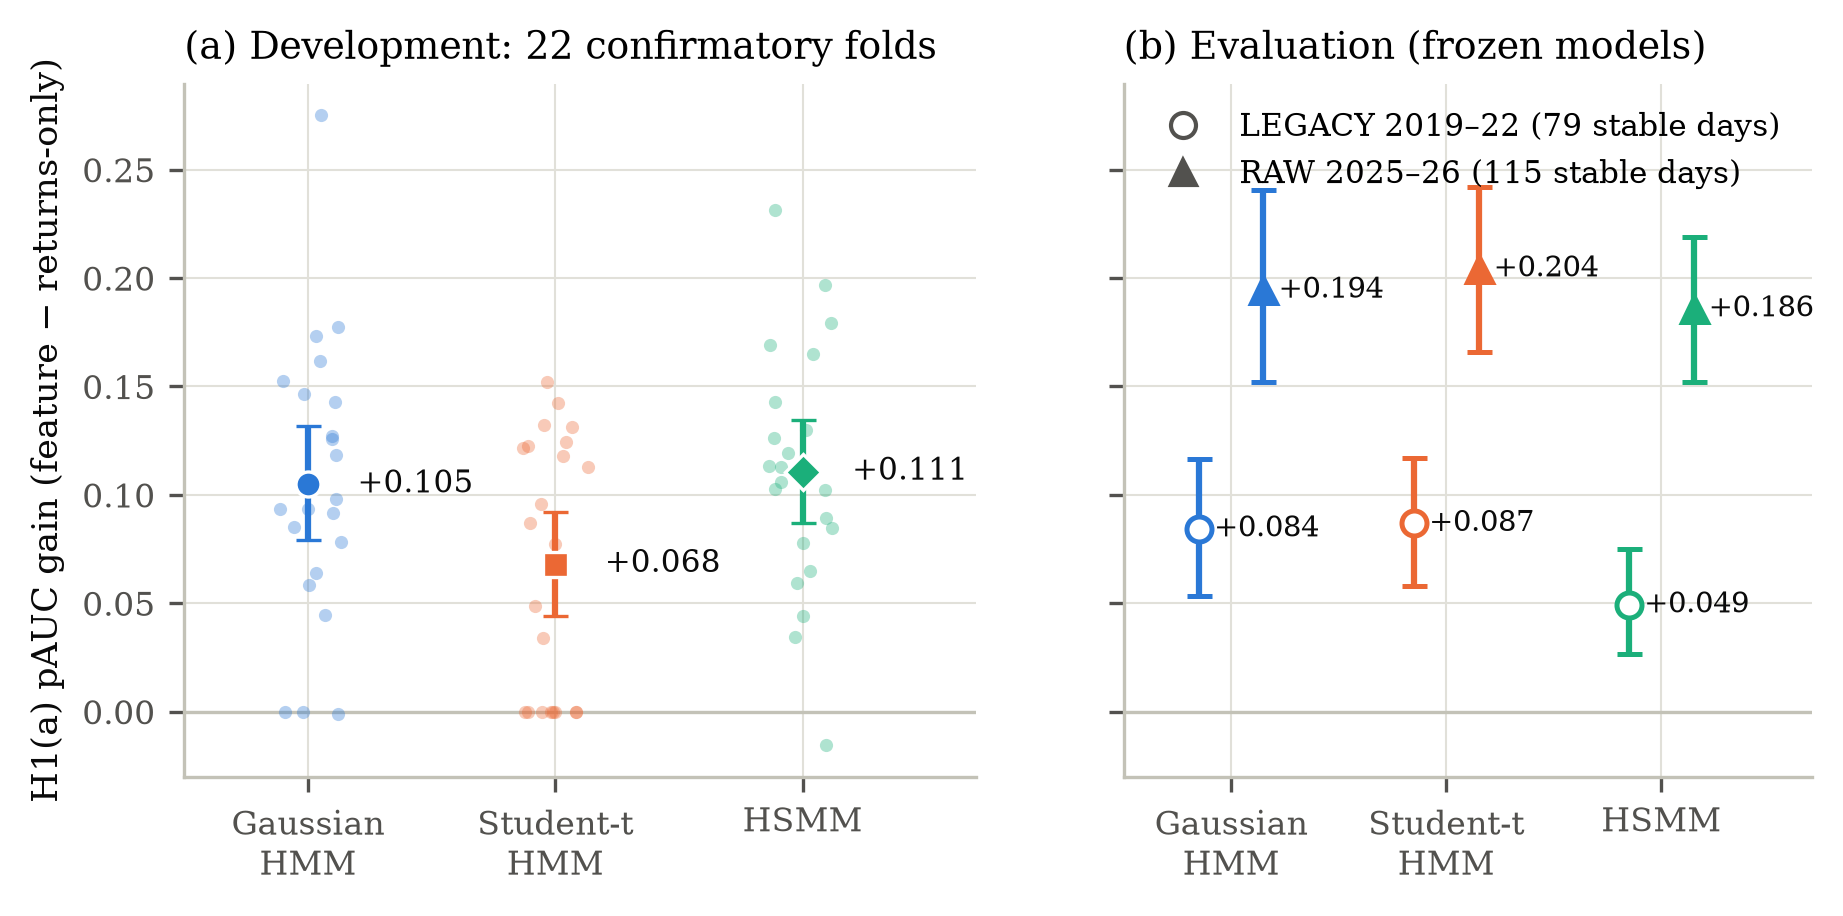 (a) Development: 22 confirmatory folds
H1(a) pAUC gain (feature − returns-only)
0.25
0.20
0.15
0.10
0.05
0.00
+0.105
+0.068
+0.111
Gaussian
HMM
Student-t
HMM
HSMM
(b) Evaluation (frozen models)
LEGACY 2019–22 (79 stable days)
RAW 2025–26 (115 stable days)
+0.194
+0.204
+0.186
+0.084
+0.087
+0.049
Gaussian
HMM
Student-t
HMM
HSMM